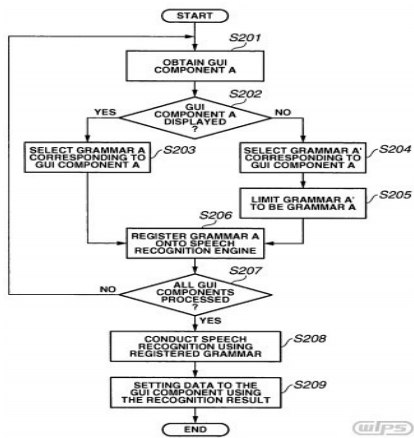 START
S201
OBTAIN GUI
COMPONENT A
S202
GUI
COMPONENT A
DISPLAYED
?
YES
NO
S203
SELECT GRAMMAR A
CORRESPONDING TO
GUI COMPONENT A
S204
SELECT GRAMMAR A'
CORRESPONDING TO
GUI COMPONENT A
S205
LIMIT GRAMMAR A'
TO BE GRAMMAR A
S206
REGISTER GRAMMAR A
ONTO SPEECH
RECOGNITION ENGINE
S207
ALL GUI
COMPONENTS
PROCESSED
?
NO
YES
S208
CONDUCT SPEECH
RECOGNITION USING
REGISTERED GRAMMAR
S209
SETTING DATA TO THE
GUI COMPONENT USING
THE RECOGNITION RESULT
END
wlps